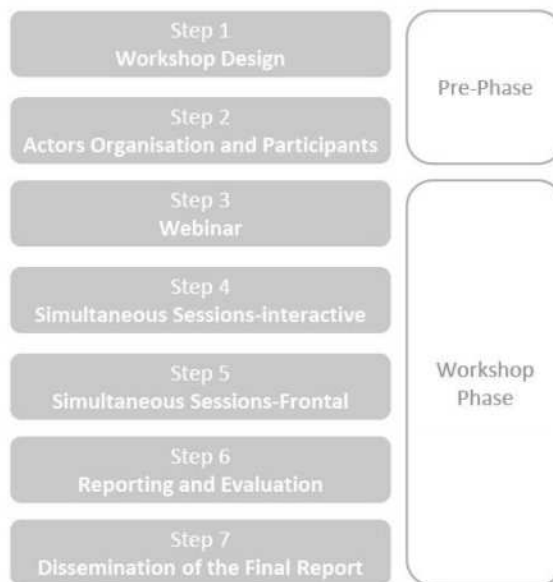 Step 1
Workshop Design
Pre-Phase
Step 2
Actors Organisation and Participants
Step 3
Webinar
Step 4
Simultaneous Sessions-interactive
Step 5
Simultaneous Sessions-Frontal
Workshop
Phase
Step 6
Reporting and Evaluation
Step 7
Dissemination of the Final Report